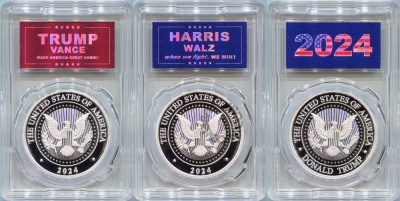 TRUMP
VANCE
MAKE AMERICA GREAT AGAIN!
THE UNITED STATES OF AMERICA
2024
HARRIS
WALZ
when we fight, WE WIN!
THE UNITED STATES OF AMERICA
2024
2024
THE UNITED STATES OF AMERICA
DONALD TRUMP